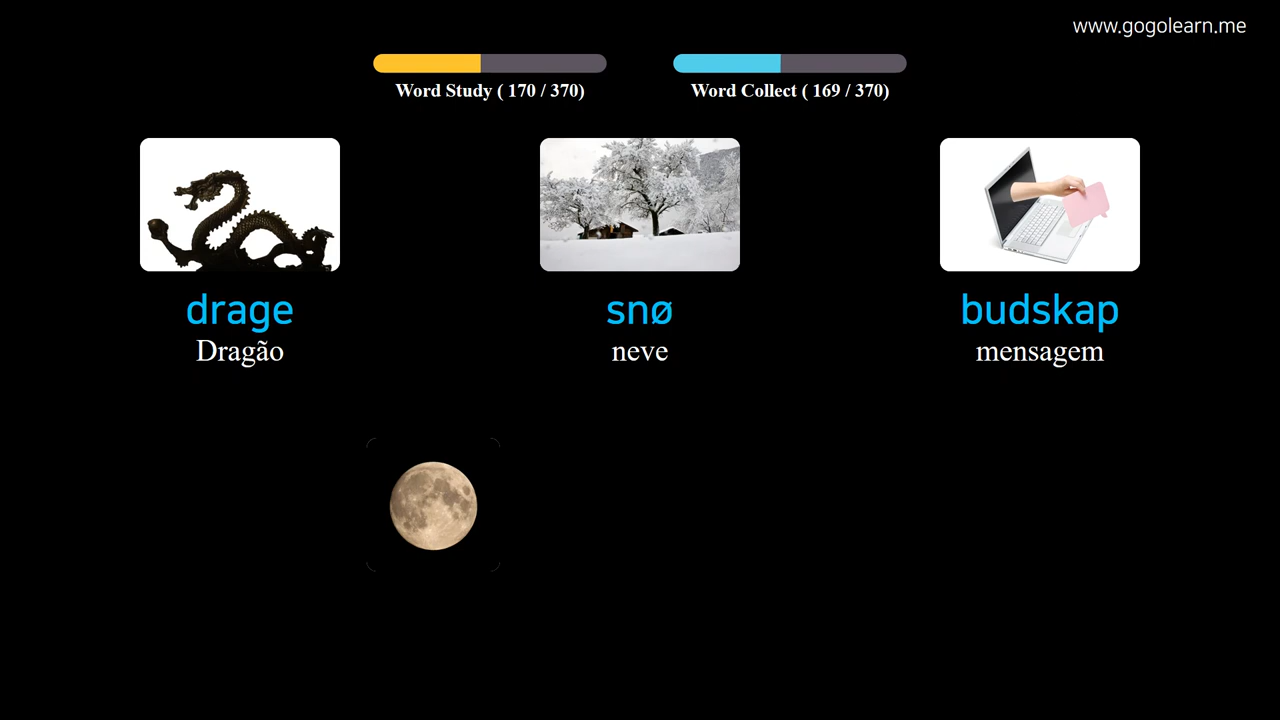 www.gogolearn.me
Word Study ( 170 / 370)
Word Collect ( 169 / 370)
drage
Dragão
snø
neve
budskap
mensagem